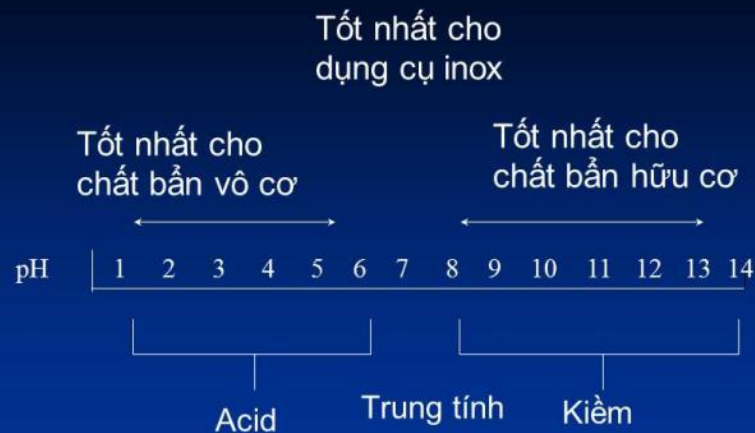 Tốt nhất cho
dụng cụ inox
Tốt nhất cho
chất bẩn vô cơ
Tốt nhất cho
chất bẩn hữu cơ
pH 1 2 3 4 5 6 7 8 9 10 11 12 13 14
Acid Trung tính Kiềm